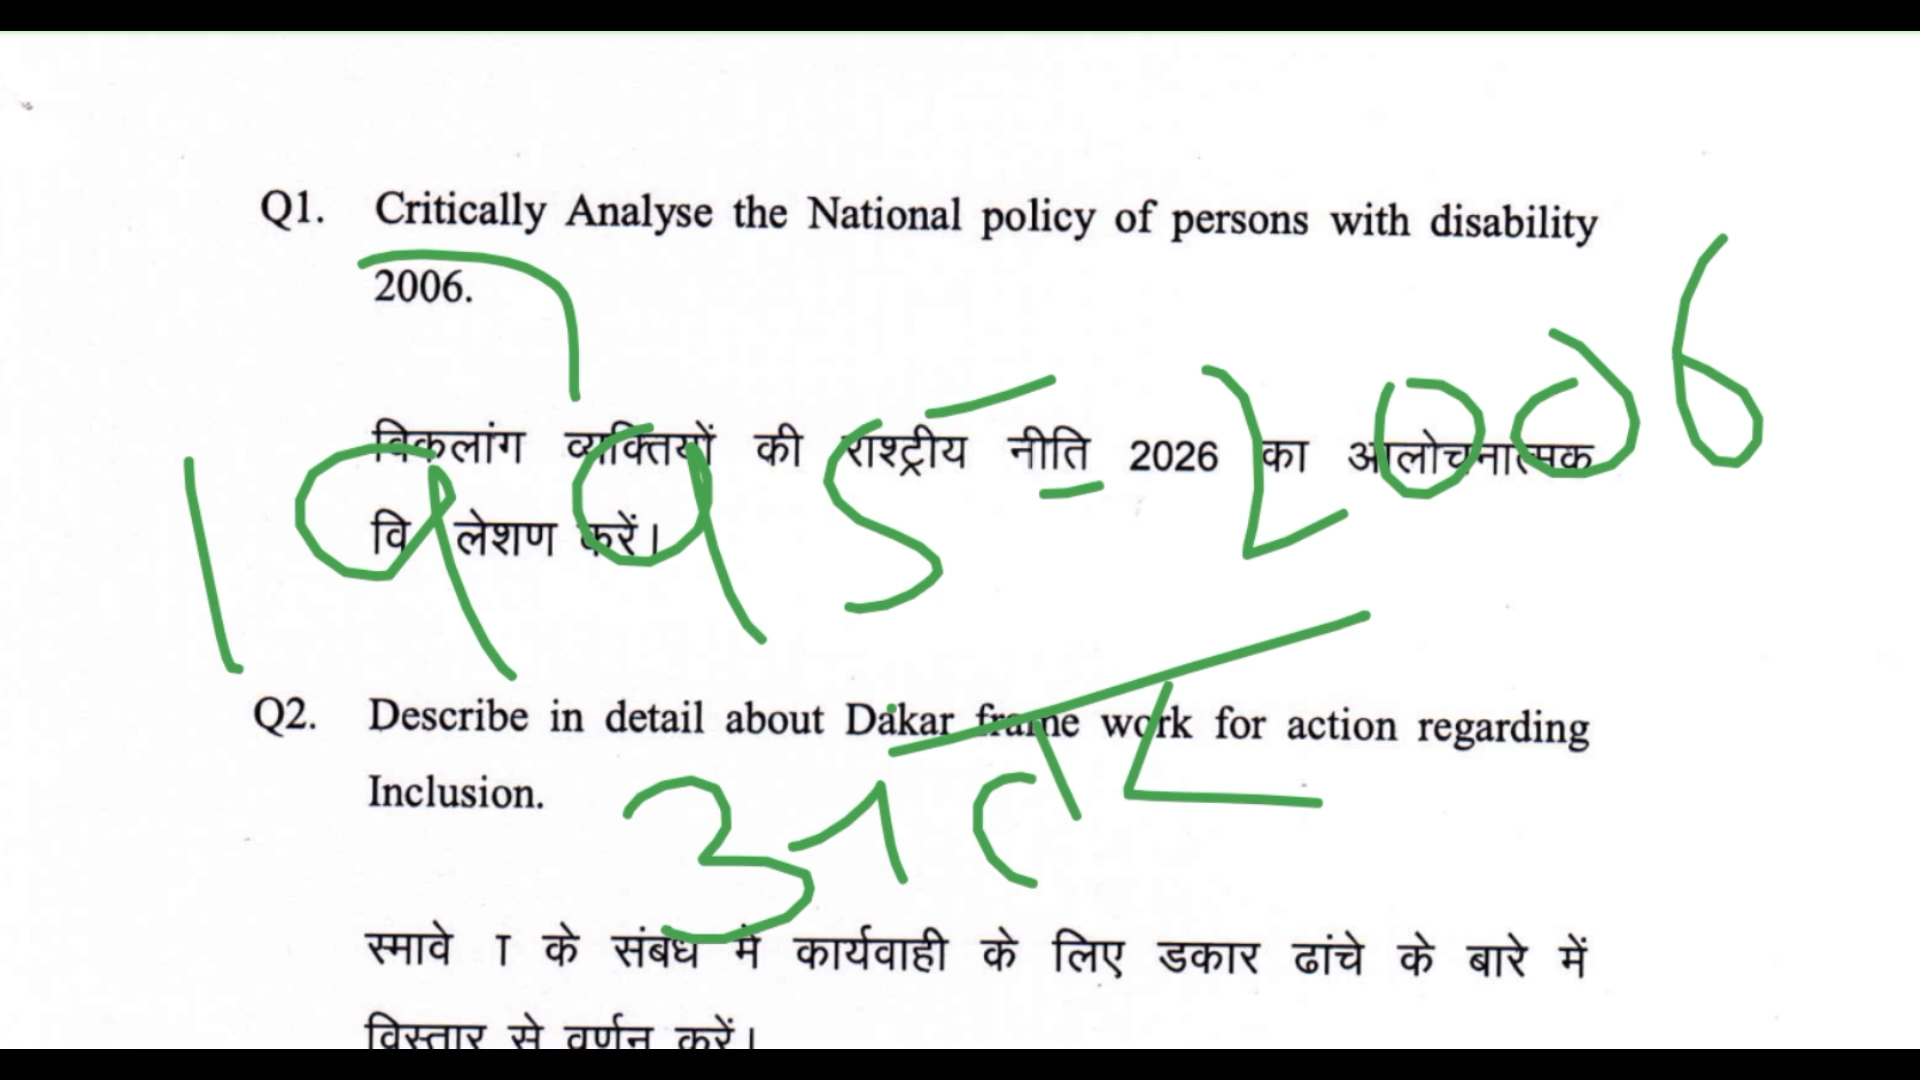 Q1. Critically Analyse the National policy of persons with disability
2006.
विकलांग व्यक्तियों की राश्ट्रीय नीति 2026 का आलोचनात्मक
वि लेशण करें।
1995 - 2006
Q2. Describe in detail about Dakar frame work for action regarding
Inclusion.
स्मावे T के संबंध में कार्यवाही के लिए डकार ढांचे के बारे में
विस्तार से वर्णन करें।